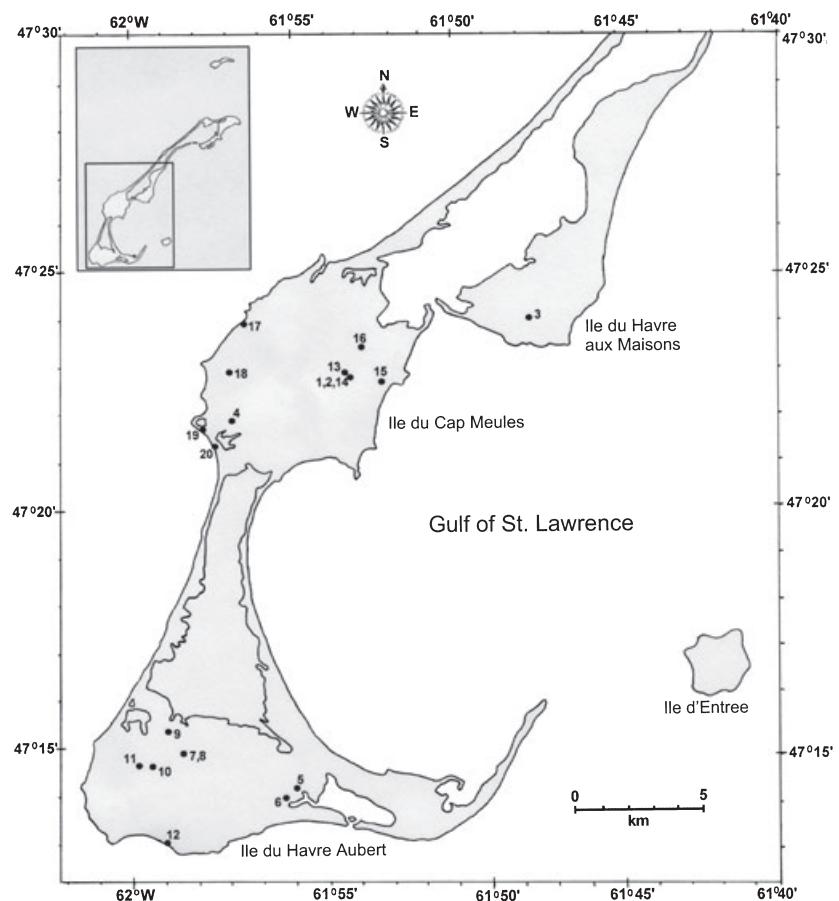 62°W 61°55' 61°50' 61°45' 61°40'
47°30' 47°30'
N
W E
S
47°25' 47°25'
3
17
Ile du Havre
aux Maisons
16
18 13 15
1,2,14
4
Ile du Cap Meules
19
20
47°20' 47°20'
Gulf of St. Lawrence
Ile d'Entree
9
47°15' 7,8 47°15'
11 10
5
6
0 5
km
12
Ile du Havre Aubert
62°W 61°55' 61°50' 61°45' 61°40'